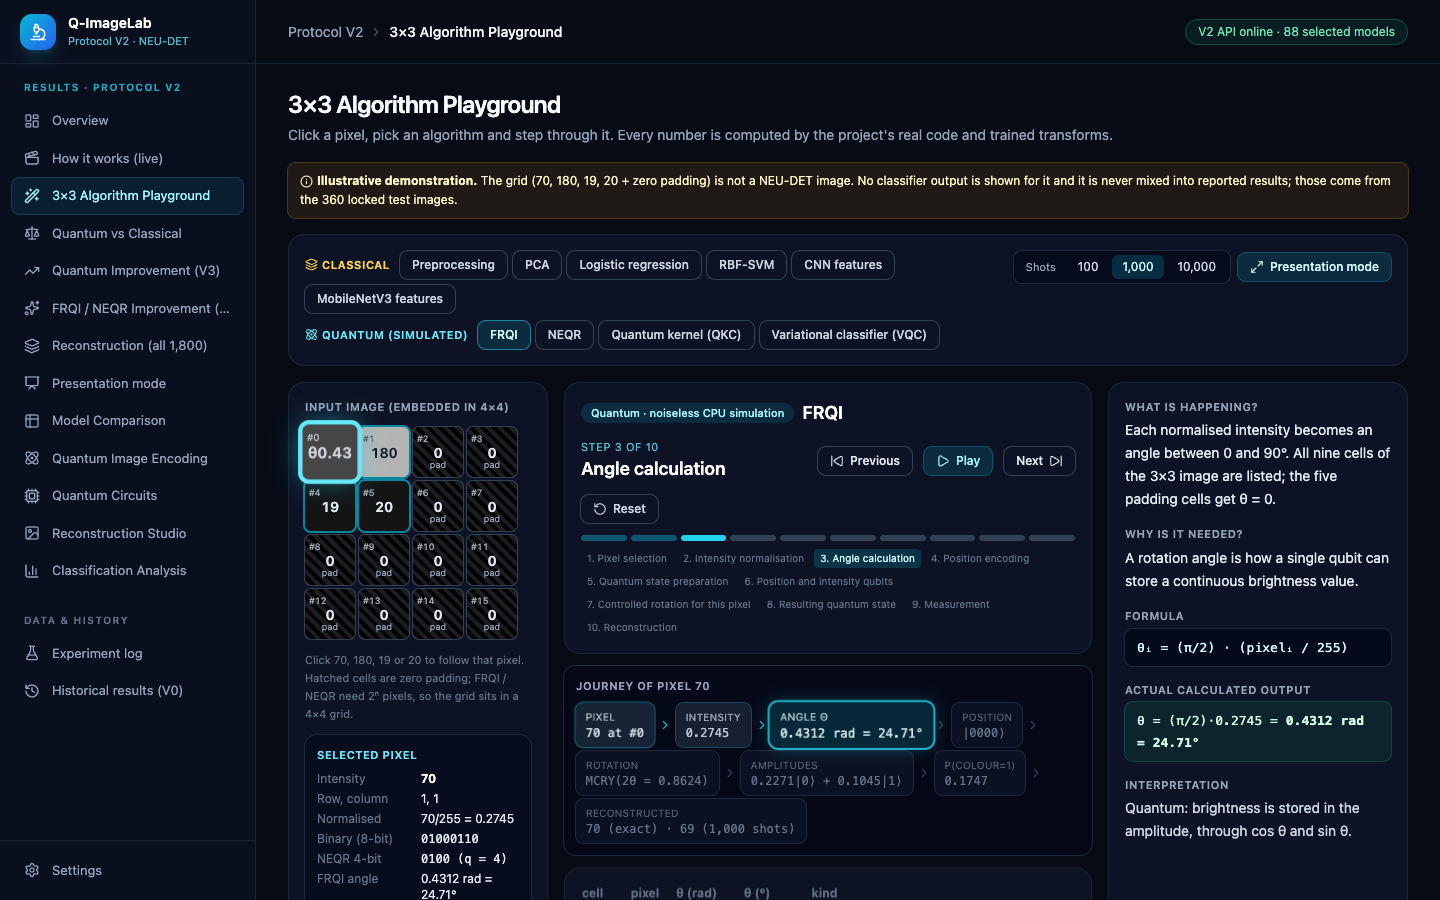 Q-ImageLab
Protocol V2 · NEU-DET
RESULTS · PROTOCOL V2
Overview
How it works (live)
3×3 Algorithm Playground
Quantum vs Classical
Quantum Improvement (V3)
FRQI / NEQR Improvement (...
Reconstruction (all 1,800)
Presentation mode
Model Comparison
Quantum Image Encoding
Quantum Circuits
Reconstruction Studio
Classification Analysis
DATA & HISTORY
Experiment log
Historical results (V0)
Settings
Protocol V2 > 3×3 Algorithm Playground
V2 API online · 88 selected models
3×3 Algorithm Playground
Click a pixel, pick an algorithm and step through it. Every number is computed by the project's real code and trained transforms.
Illustrative demonstration. The grid (70, 180, 19, 20 + zero padding) is not a NEU-DET image. No classifier output is shown for it and it is never mixed into reported results; those come from
the 360 locked test images.
CLASSICAL Preprocessing PCA Logistic regression RBF-SVM CNN features
MobileNetV3 features
Shots 100 1,000 10,000 Presentation mode
QUANTUM (SIMULATED) FRQI NEQR Quantum kernel (QKC) Variational classifier (VQC)
INPUT IMAGE (EMBEDDED IN 4×4)
#0 #1 #2 #3
θ0.43 180 0 0
pad pad
#4 #5 #6 #7
19 20 0 0
pad pad
#8 #9 #10 #11
0 0 0 0
pad pad pad pad
#12 #13 #14 #15
0 0 0 0
pad pad pad pad
Click 70, 180, 19 or 20 to follow that pixel.
Hatched cells are zero padding; FRQI /
NEQR need 2ⁿ pixels, so the grid sits in a
4×4 grid.
SELECTED PIXEL
Intensity 70
Row, column 1, 1
Normalised 70/255 = 0.2745
Binary (8-bit) 01000110
NEQR 4-bit 0100 (q = 4)
FRQI angle 0.4312 rad =
24.71°
Quantum · noiseless CPU simulation FRQI
STEP 3 OF 10
Angle calculation
Previous Play Next
Reset
1. Pixel selection 2. Intensity normalisation 3. Angle calculation 4. Position encoding
5. Quantum state preparation 6. Position and intensity qubits
7. Controlled rotation for this pixel 8. Resulting quantum state 9. Measurement
10. Reconstruction
JOURNEY OF PIXEL 70
PIXEL
70 at #0
INTENSITY
0.2745
ANGLE Θ
0.4312 rad = 24.71°
POSITION
|0000⟩
ROTATION
MCRY(2θ = 0.8624)
AMPLITUDES
0.2271|0⟩ + 0.1045|1⟩
P(COLOUR=1)
0.1747
RECONSTRUCTED
70 (exact) · 69 (1,000 shots)
cell pixel θ (rad) θ (°) kind
WHAT IS HAPPENING?
Each normalised intensity becomes an
angle between 0 and 90°. All nine cells of
the 3×3 image are listed; the five
padding cells get θ = 0.
WHY IS IT NEEDED?
A rotation angle is how a single qubit can
store a continuous brightness value.
FORMULA
θᵢ = (π/2) · (pixelᵢ / 255)
ACTUAL CALCULATED OUTPUT
θ = (π/2)·0.2745 = 0.4312 rad
= 24.71°
INTERPRETATION
Quantum: brightness is stored in the
amplitude, through cos θ and sin θ.